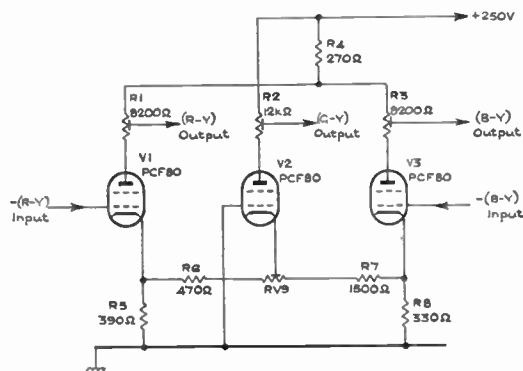 +250V
R4
270Ω
R1
8200Ω
(R-Y)
Output
R2
12kΩ
(G-Y)
Output
R3
8200Ω
(B-Y)
Output
V1
PCF80
V2
PCF80
V3
PCF80
-(R-Y)
Input
-(B-Y)
Input
R6
470Ω
RV9
R7
1500Ω
R5
390Ω
R8
330Ω